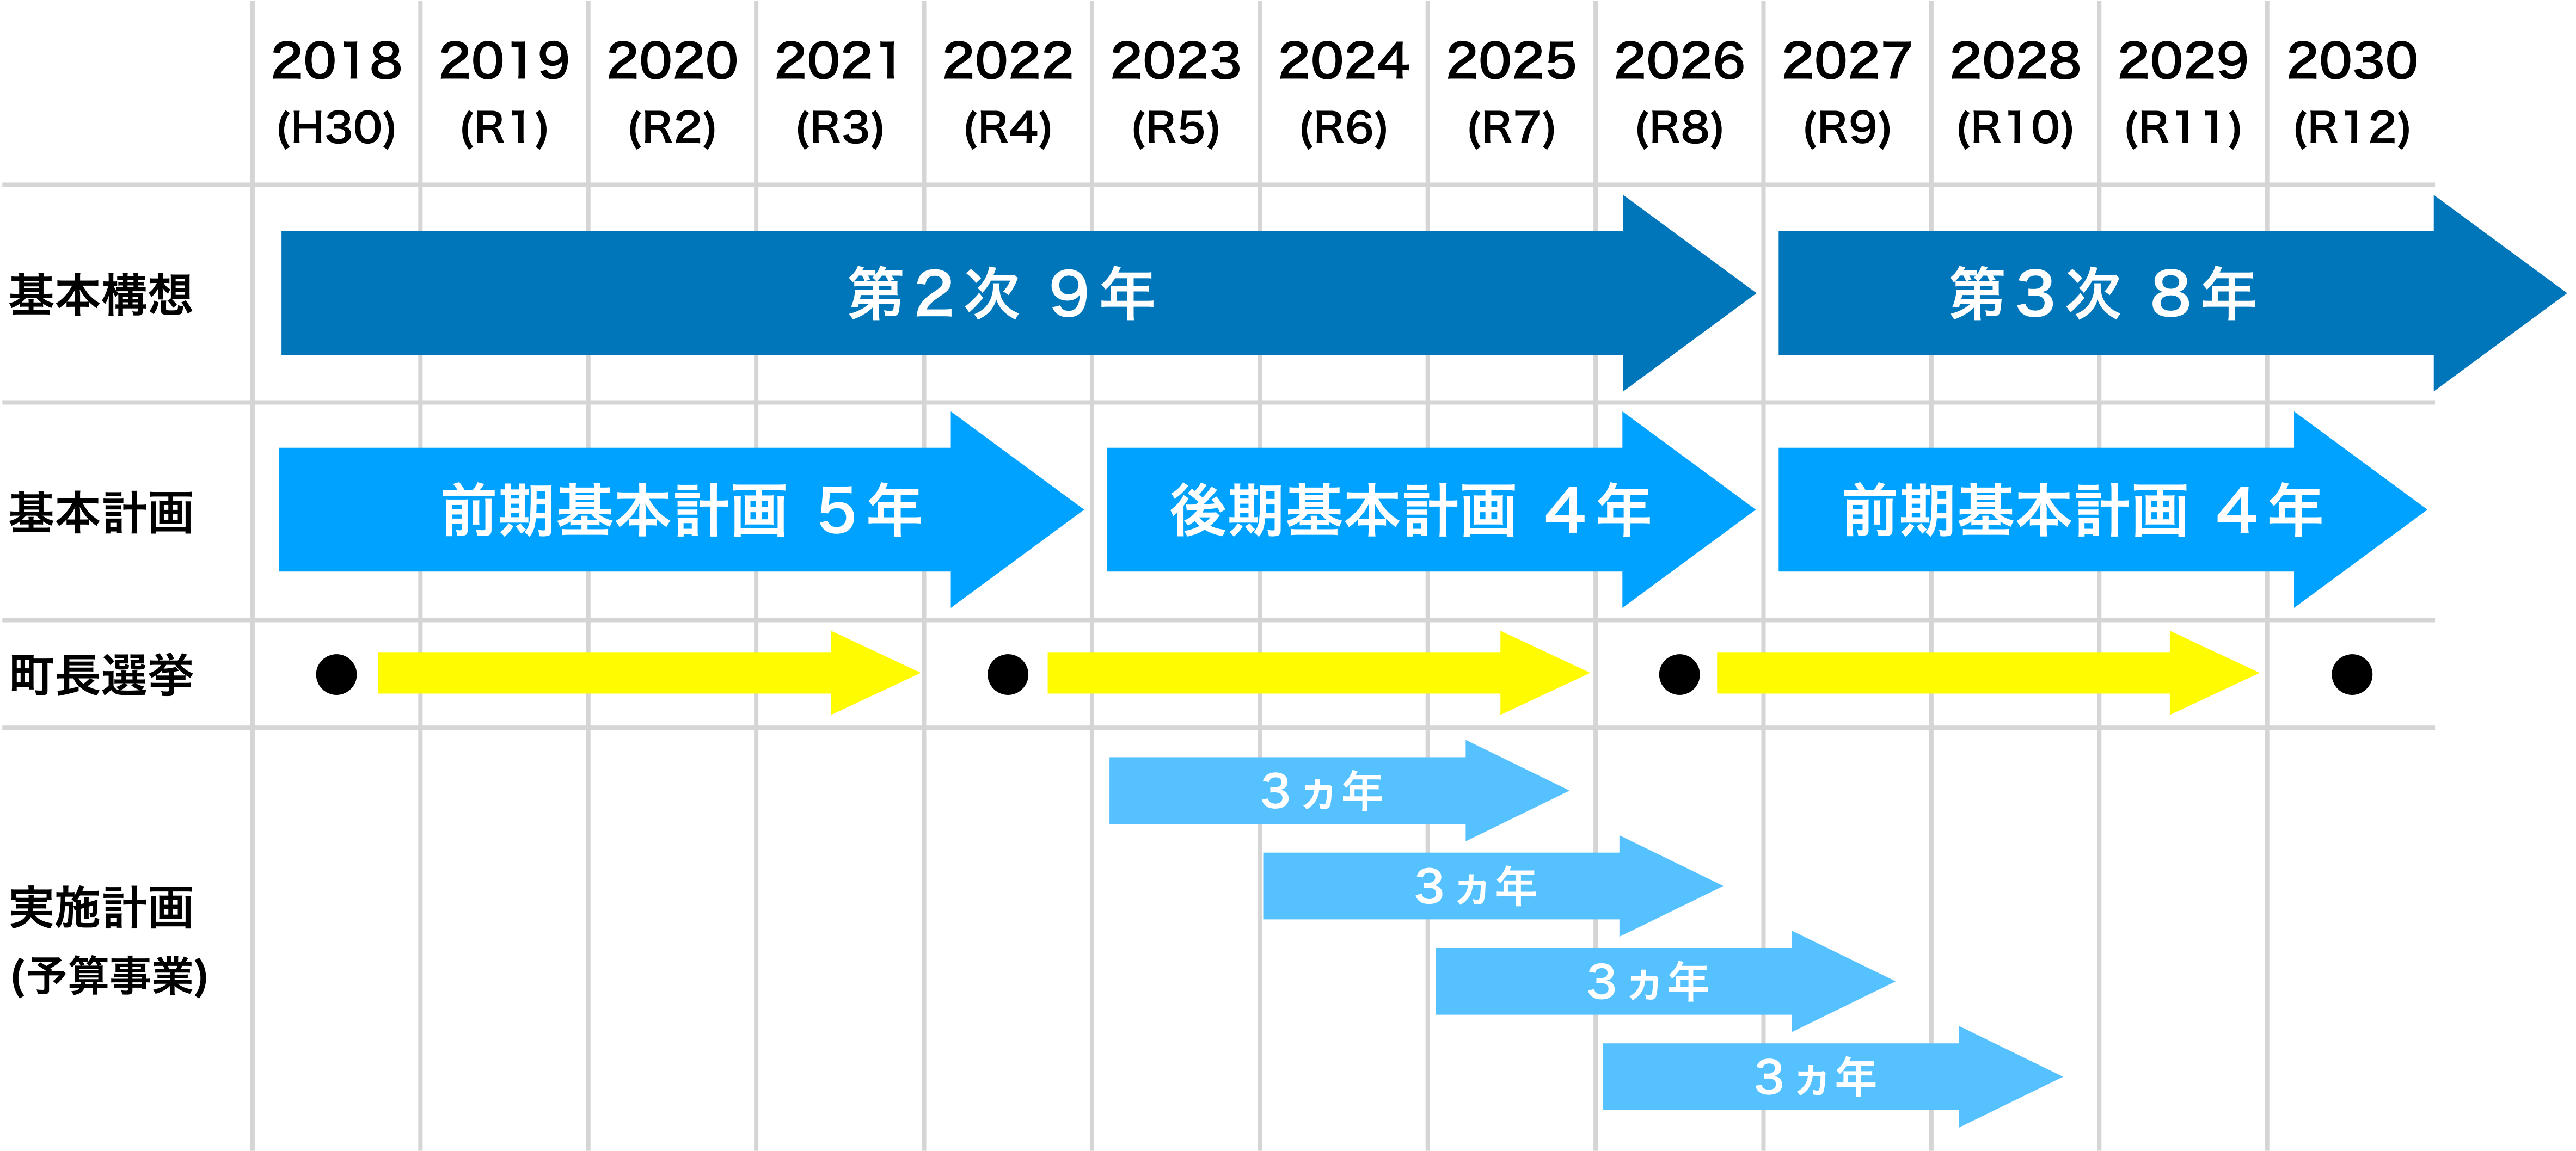 2018 2019 2020 2021 2022 2023 2024 2025 2026 2027 2028 2029 2030
(H30) (R1) (R2) (R3) (R4) (R5) (R6) (R7) (R8) (R9) (R10) (R11) (R12)
基本構想 第2次 9年 第3次 8年
基本計画 前期基本計画 5年 後期基本計画 4年 前期基本計画 4年
町長選挙
3ヵ年
3ヵ年
実施計画
(予算事業)
3ヵ年
3ヵ年